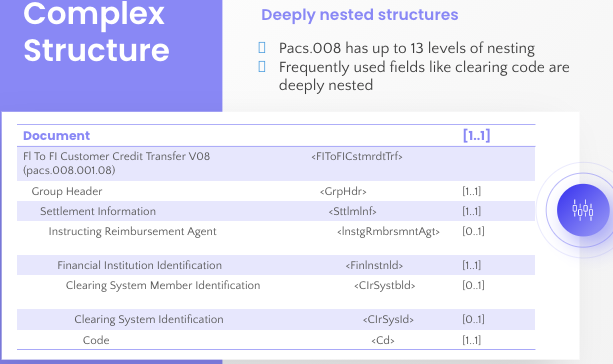 Complex
Structure
Deeply nested structures
Pacs.008 has up to 13 levels of nesting
Frequently used fields like clearing code are
deeply nested
Document [1..1]
FI To FI Customer Credit Transfer V08 <FIToFICstmrdtTrf>
(pacs.008.001.08)
Group Header <GrpHdr> [1..1]
Settlement Information <SttlmInf> [1..1]
Instructing Reimbursement Agent <InstgRmbrsmntAgt> [0..1]
Financial Institution Identification <FinInstnId> [1..1]
Clearing System Member Identification <ClrSystbId> [0..1]
Clearing System Identification <ClrSysId> [0..1]
Code <Cd> [1..1]